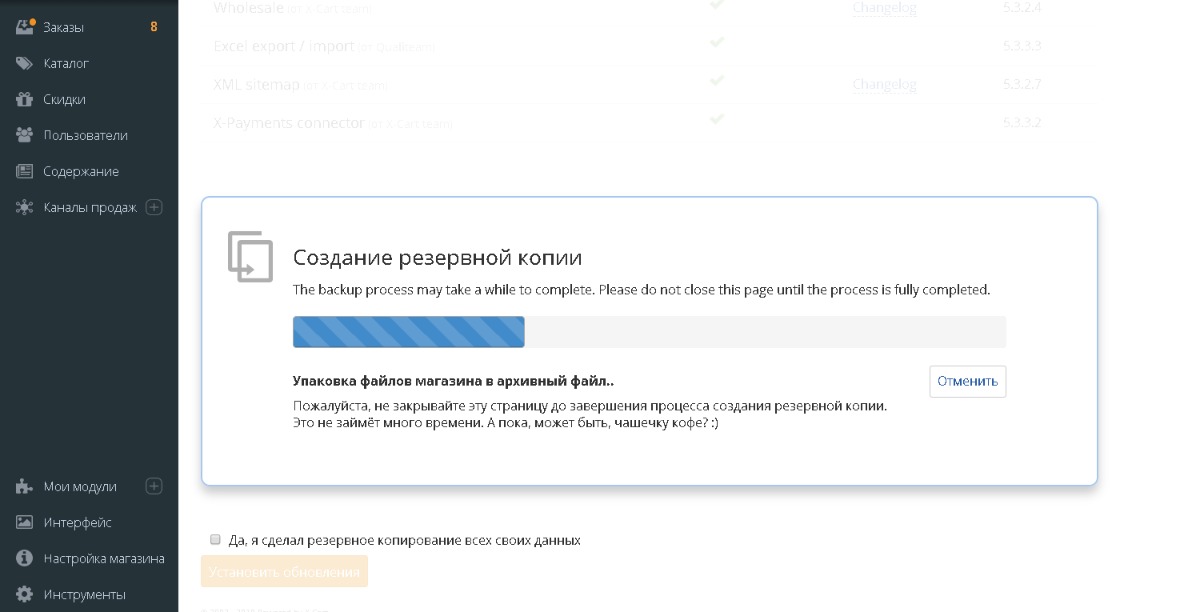 Заказы 8
Каталог
Скидки
Пользователи
Содержание
Каналы продаж
Мои модули
Интерфейс
Настройка магазина
Инструменты
Wholesale (от X-Cart team) Changelog 5.3.2.4
Excel export / import (от Qualiteam) 5.3.3.3
XML sitemap (от X-Cart team) Changelog 5.3.2.7
X-Payments connector (от X-Cart team) 5.3.3.2
Создание резервной копии
The backup process may take a while to complete. Please do not close this page until the process is fully completed.
Упаковка файлов магазина в архивный файл..
Отменить
Пожалуйста, не закрывайте эту страницу до завершения процесса создания резервной копии.
Это не займёт много времени. А пока, может быть, чашечку кофе? :)
Да, я сделал резервное копирование всех своих данных
Установить обновления